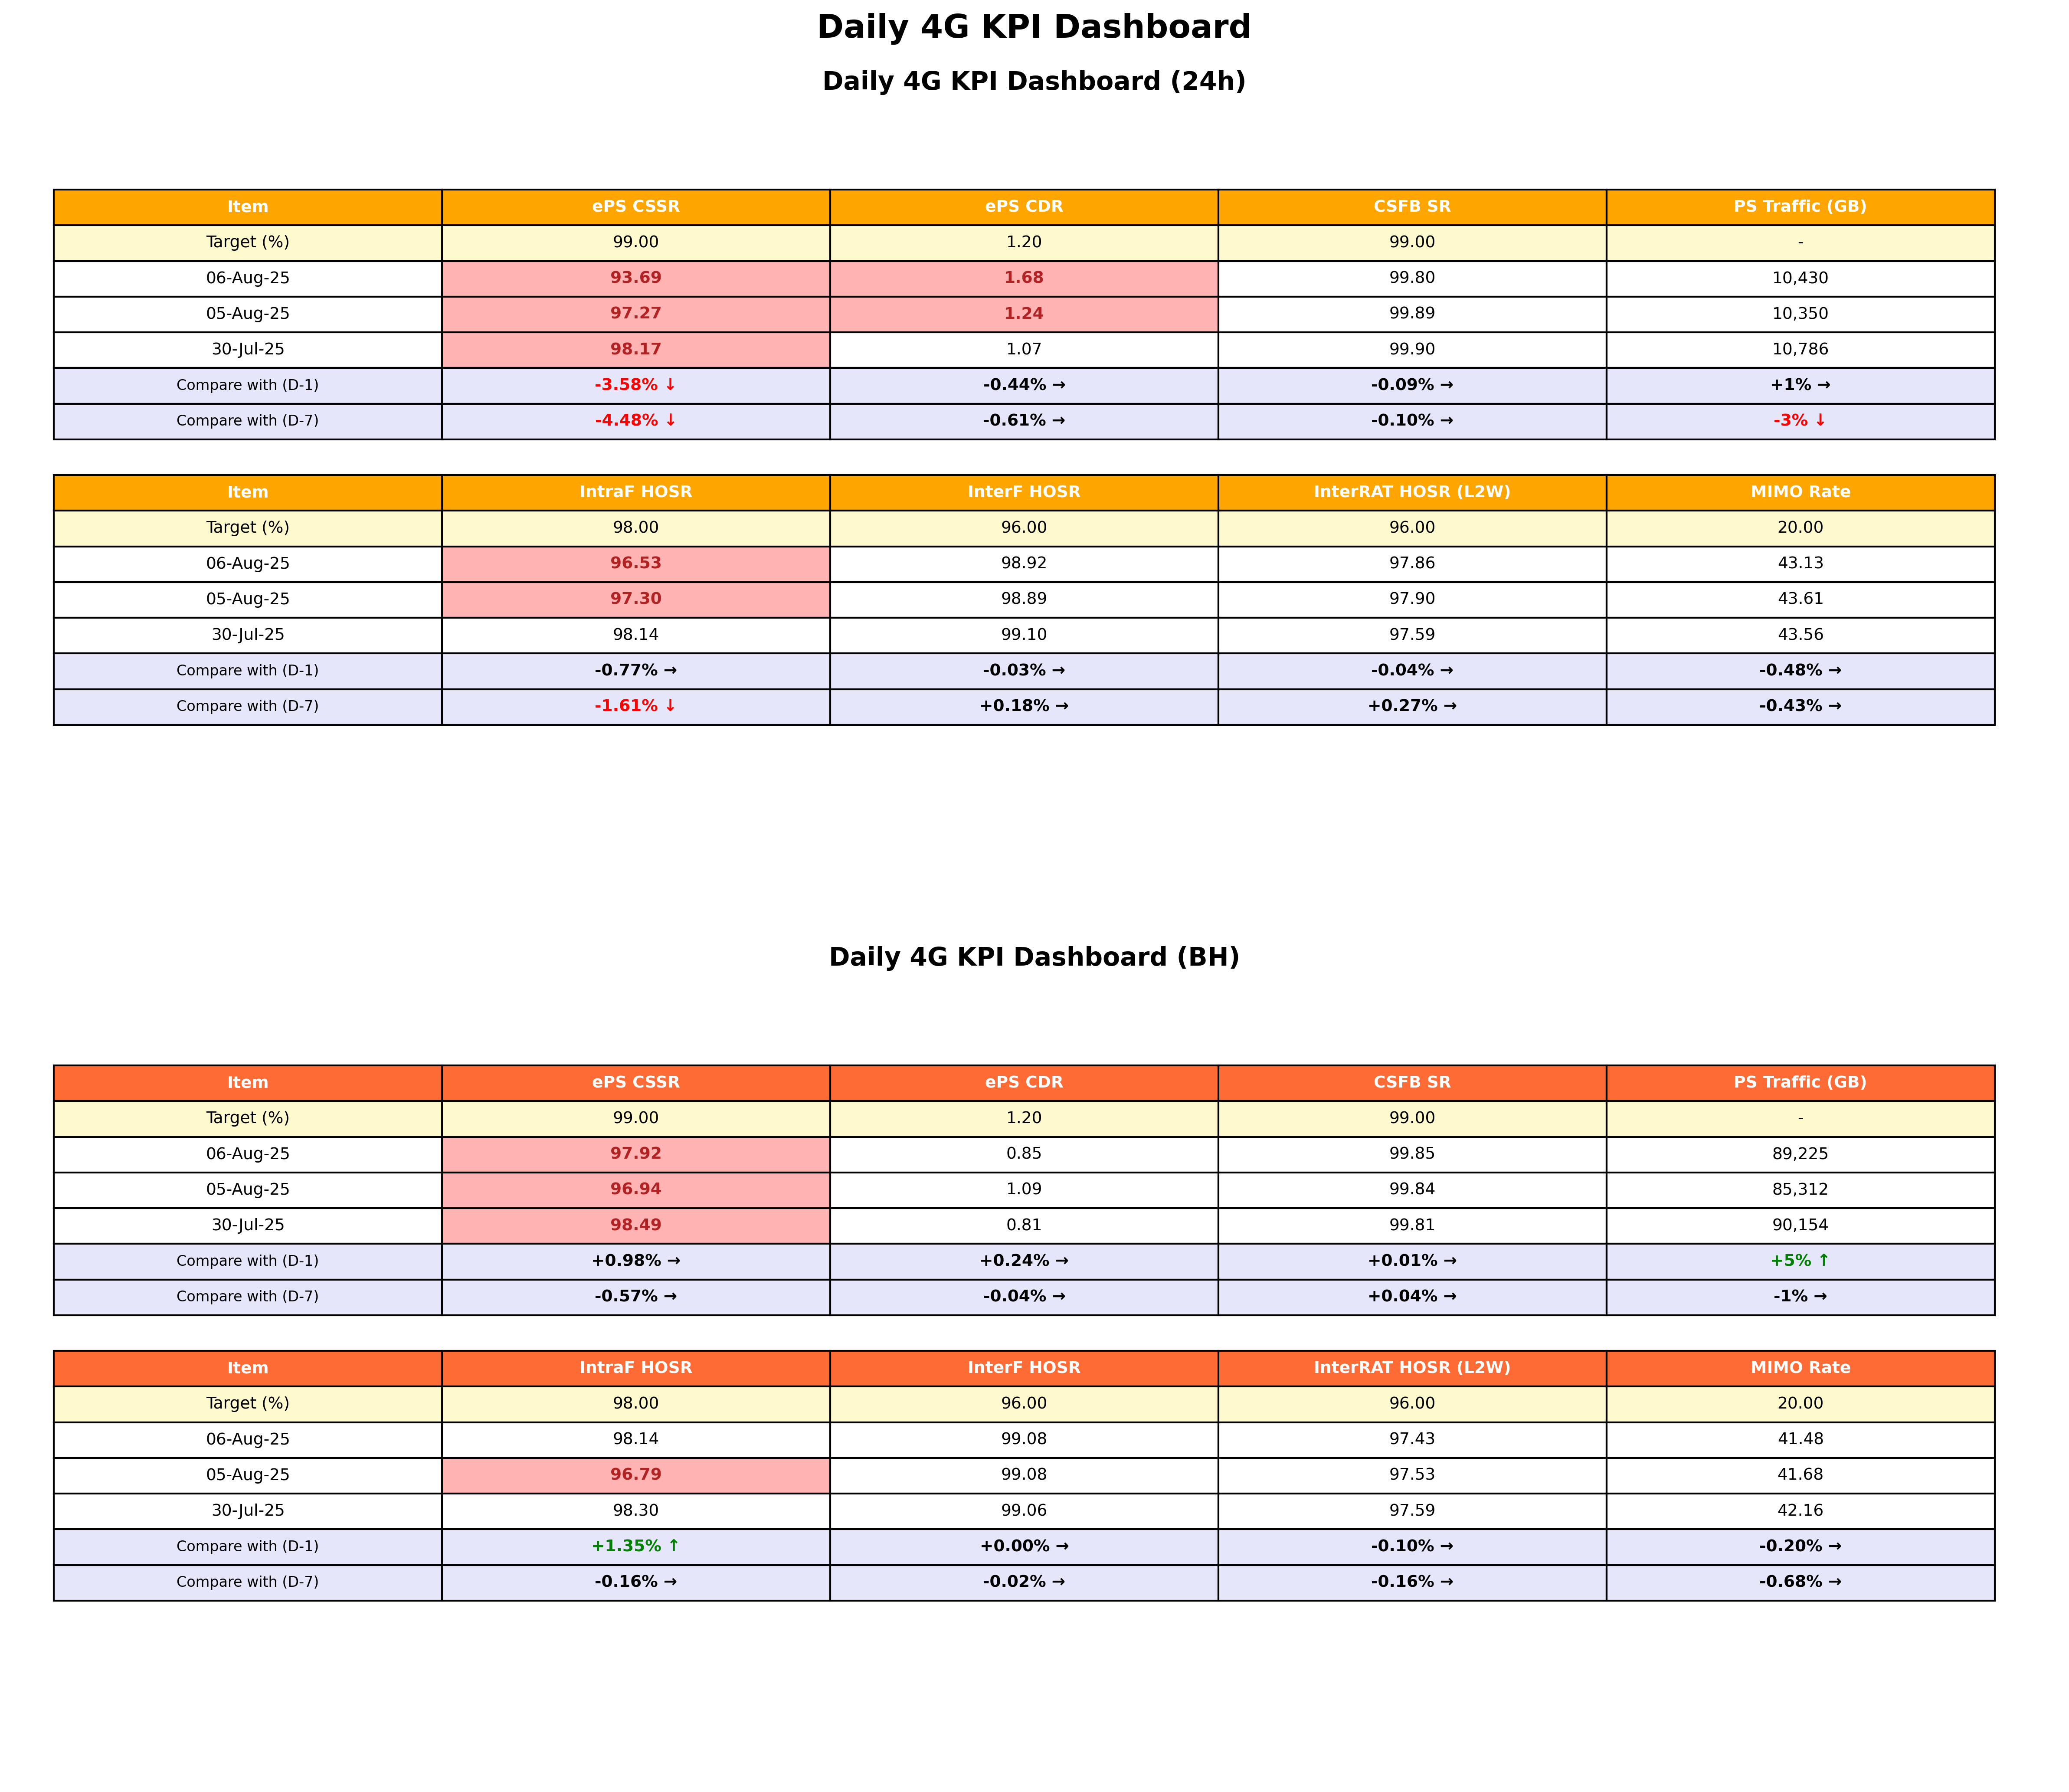 Daily 4G KPI Dashboard
Daily 4G KPI Dashboard (24h)
Item ePS CSSR ePS CDR CSFB SR PS Traffic (GB)
Target (%) 99.00 1.20 99.00 -
06-Aug-25 93.69 1.68 99.80 10,430
05-Aug-25 97.27 1.24 99.89 10,350
30-Jul-25 98.17 1.07 99.90 10,786
Compare with (D-1) -3.58% ↓ -0.44% → -0.09% → +1% →
Compare with (D-7) -4.48% ↓ -0.61% → -0.10% → -3% ↓
Item IntraF HOSR InterF HOSR InterRAT HOSR (L2W) MIMO Rate
Target (%) 98.00 96.00 96.00 20.00
06-Aug-25 96.53 98.92 97.86 43.13
05-Aug-25 97.30 98.89 97.90 43.61
30-Jul-25 98.14 99.10 97.59 43.56
Compare with (D-1) -0.77% → -0.03% → -0.04% → -0.48% →
Compare with (D-7) -1.61% ↓ +0.18% → +0.27% → -0.43% →
Daily 4G KPI Dashboard (BH)
Item ePS CSSR ePS CDR CSFB SR PS Traffic (GB)
Target (%) 99.00 1.20 99.00 -
06-Aug-25 97.92 0.85 99.85 89,225
05-Aug-25 96.94 1.09 99.84 85,312
30-Jul-25 98.49 0.81 99.81 90,154
Compare with (D-1) +0.98% → +0.24% → +0.01% → +5% ↑
Compare with (D-7) -0.57% → -0.04% → +0.04% → -1% →
Item IntraF HOSR InterF HOSR InterRAT HOSR (L2W) MIMO Rate
Target (%) 98.00 96.00 96.00 20.00
06-Aug-25 98.14 99.08 97.43 41.48
05-Aug-25 96.79 99.08 97.53 41.68
30-Jul-25 98.30 99.06 97.59 42.16
Compare with (D-1) +1.35% ↑ +0.00% → -0.10% → -0.20% →
Compare with (D-7) -0.16% → -0.02% → -0.16% → -0.68% →